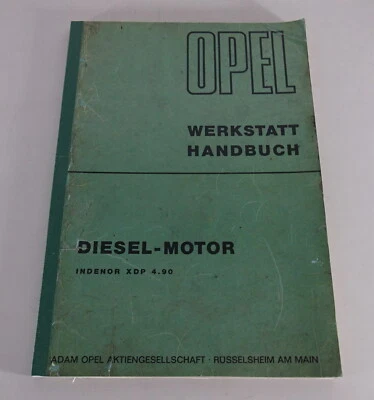 OPEL
WERKSTATT
HANDBUCH
DIESEL-MOTOR
INDENOR XDP 4.90
ADAM OPEL AKTIENGESELLSCHAFT · RÜSSELSHEIM AM MAIN